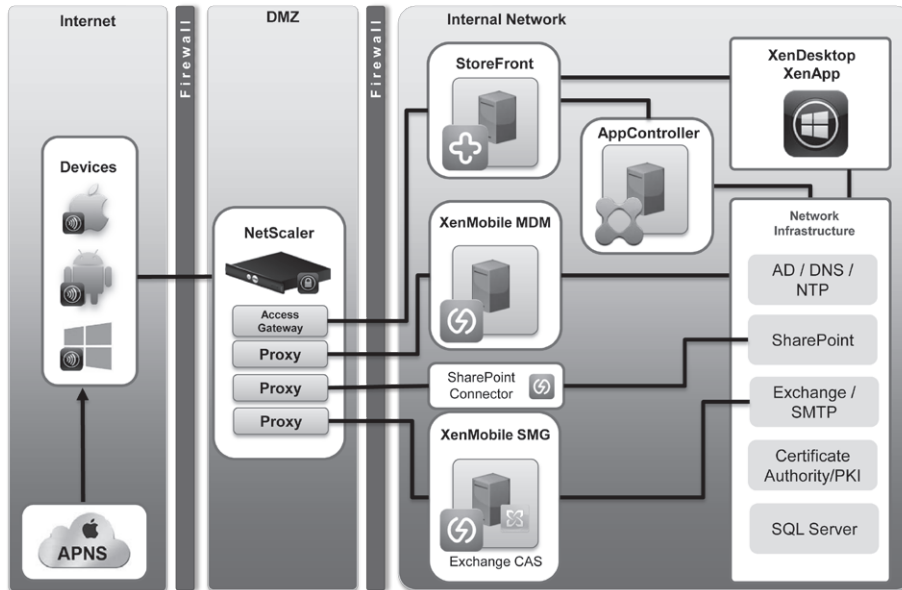 Internet
Devices
APNS
Firewall
DMZ
NetScaler
Access
Gateway
Proxy
Proxy
Proxy
Firewall
Internal Network
StoreFront
AppController
XenMobile MDM
SharePoint
Connector
XenMobile SMG
Exchange CAS
XenDesktop
XenApp
Network
Infrastructure
AD / DNS /
NTP
SharePoint
Exchange /
SMTP
Certificate
Authority/PKI
SQL Server